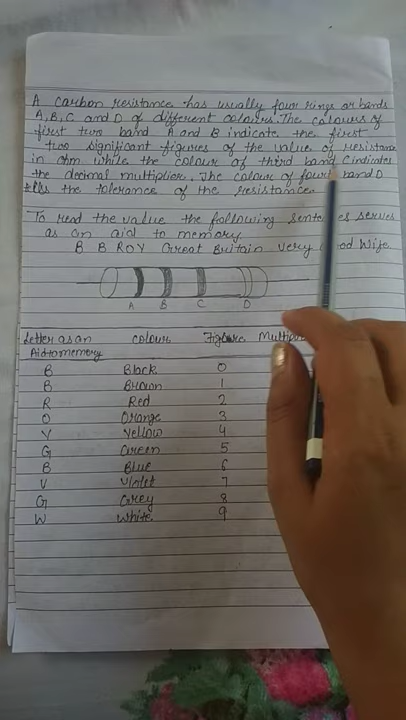 A carbon resistance has usually four rings or bands
A, B, C and D of different colours. The colours of
first two band A and B indicate the first
two significant figures of the value of resistance
in ohm while the colour of third band C indicates
the decimal multiplier. The colour of fourt band D
tells the tolerance of the resistance.
To read the value the following sente es serves
as an aid to memory
B B R O Y Great Britain Very ood Wife
A B C D
Letter as an colour Figure Multip
Aid to memory
B Black 0
B Brown 1
R Red 2
O Orange 3
Y Yellow 4
G Green 5
B Blue 6
V Violet 7
G Grey 8
W White 9